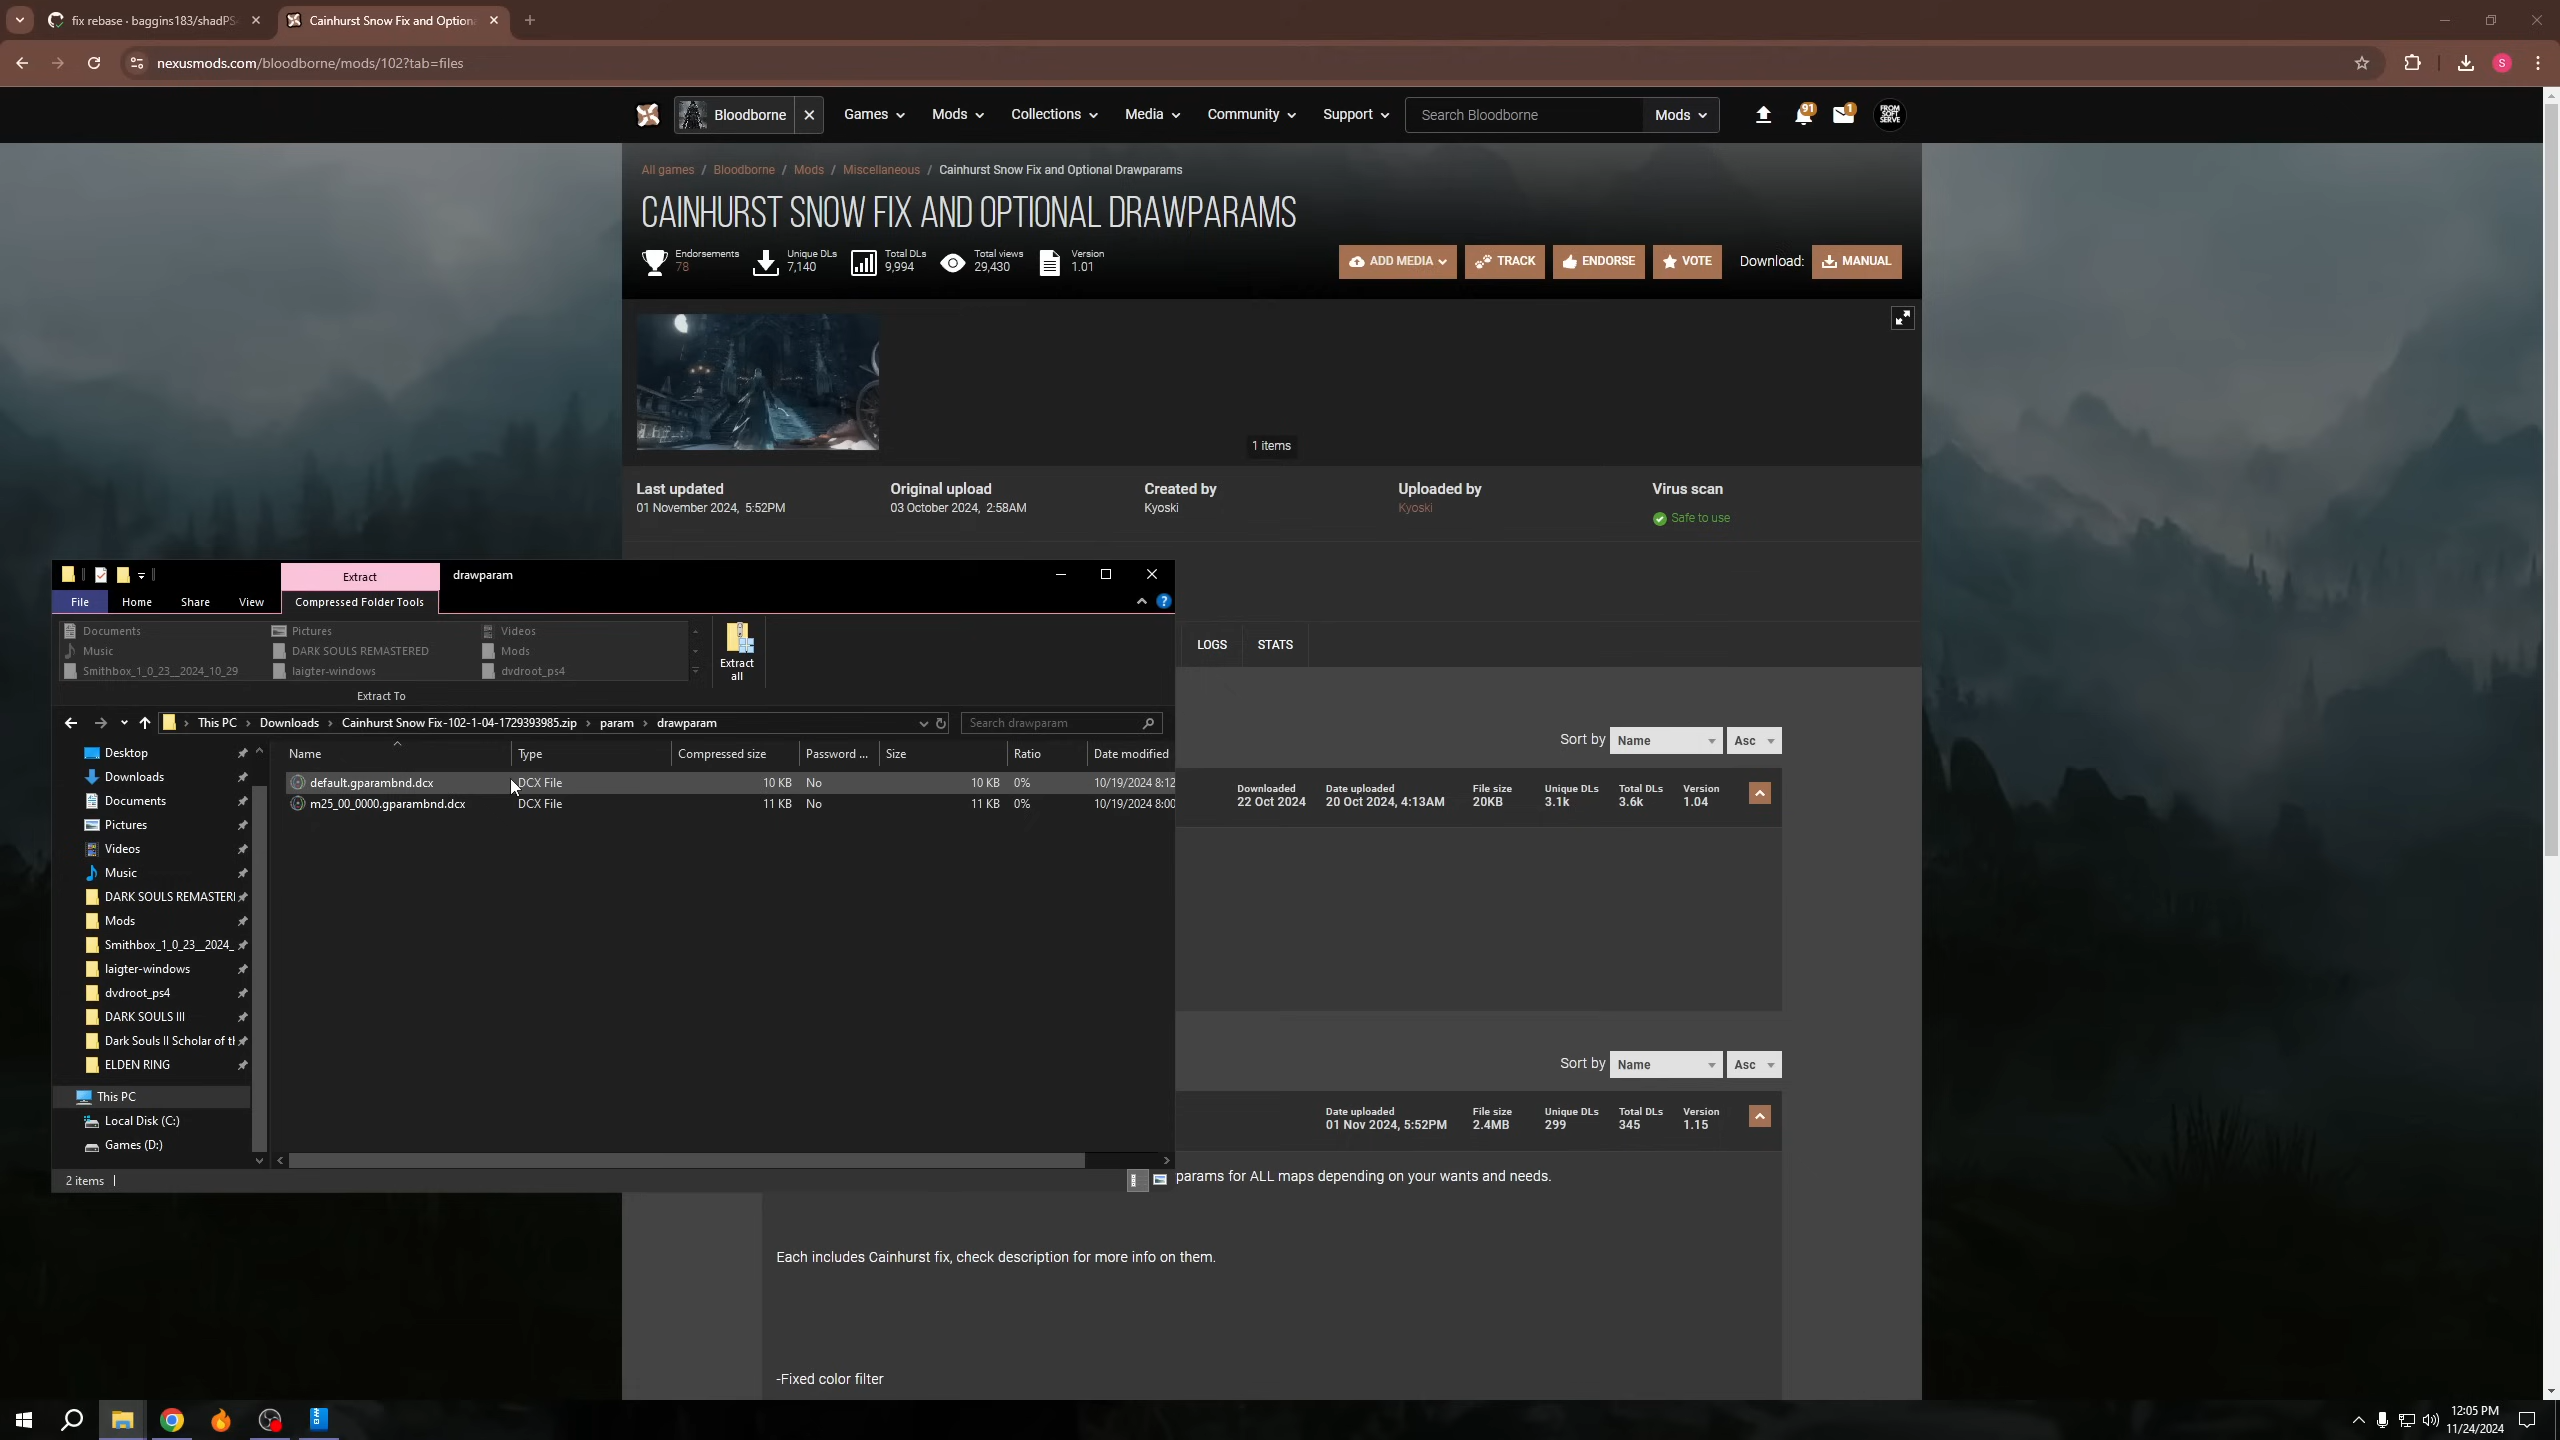 fix rebase · baggins183/shadPS
Cainhurst Snow Fix and Option
nexusmods.com/bloodborne/mods/102?tab=files
S
Bloodborne
Games
Mods
Collections
Media
Community
Support
Search Bloodborne
Mods
91
1
FROM SOFT SERVE
All games / Bloodborne / Mods / Miscellaneous / Cainhurst Snow Fix and Optional Drawparams
CAINHURST SNOW FIX AND OPTIONAL DRAWPARAMS
Endorsements
78
Unique DLs
7,140
Total DLs
9,994
Total views
29,430
Version
1.01
ADD MEDIA
TRACK
ENDORSE
VOTE
Download:
MANUAL
1 items
Last updated
01 November 2024, 5:52PM
Original upload
03 October 2024, 2:58AM
Created by
Kyoski
Uploaded by
Kyoski
Virus scan
Safe to use
LOGS
STATS
Sort by
Name
Asc
Downloaded
22 Oct 2024
Date uploaded
20 Oct 2024, 4:13AM
File size
20KB
Unique DLs
3.1k
Total DLs
3.6k
Version
1.04
Sort by
Name
Asc
Date uploaded
01 Nov 2024, 5:52PM
File size
2.4MB
Unique DLs
299
Total DLs
345
Version
1.15
params for ALL maps depending on your wants and needs.
Each includes Cainhurst fix, check description for more info on them.
-Fixed color filter
Extract
drawparam
File
Home
Share
View
Compressed Folder Tools
Documents
Pictures
Videos
Music
DARK SOULS REMASTERED
Mods
Smithbox_1_0_23__2024_10_29
laigter-windows
dvdroot_ps4
Extract all
Extract To
This PC
Downloads
Cainhurst Snow Fix-102-1-04-1729393985.zip
param
drawparam
Search drawparam
Name
Type
Compressed size
Password ...
Size
Ratio
Date modified
default.gparambnd.dcx
DCX File
10 KB
No
10 KB
0%
10/19/2024 8:12
m25_00_0000.gparambnd.dcx
DCX File
11 KB
No
11 KB
0%
10/19/2024 8:00
Desktop
Downloads
Documents
Pictures
Videos
Music
DARK SOULS REMASTERI
Mods
Smithbox_1_0_23__2024_
laigter-windows
dvdroot_ps4
DARK SOULS III
Dark Souls II Scholar of tl
ELDEN RING
This PC
Local Disk (C:)
Games (D:)
2 items
12:05 PM
11/24/2024